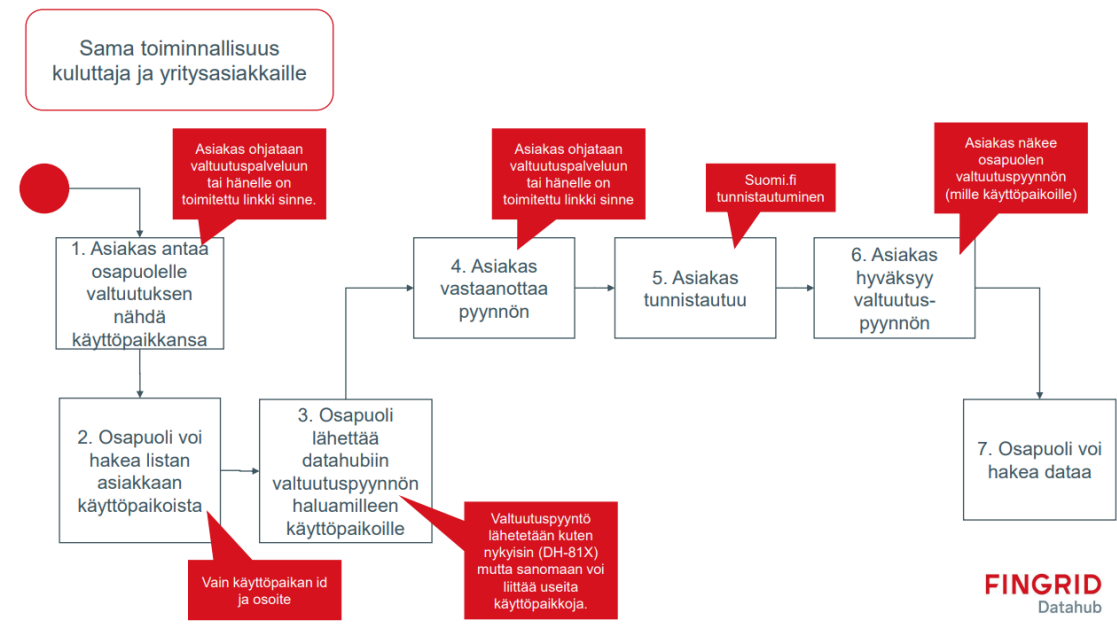 Sama toiminnallisuus
kuluttaja ja yritysasiakkaille
Asiakas ohjataan
valtuutuspalveluun
tai hänelle on
toimitettu linkki sinne.
Asiakas ohjataan
valtuutuspalveluun
tai hänelle on
toimitettu linkki sinne
Suomi.fi
tunnistautuminen
Asiakas näkee
osapuolen
valtuutuspyynnön
(mille käyttöpaikoille)
1. Asiakas antaa
osapuolelle
valtuutuksen
nähdä
käyttöpaikkansa
4. Asiakas
vastaanottaa
pyynnön
5. Asiakas
tunnistautuu
6. Asiakas
hyväksyy
valtuutus-
pyynnön
2. Osapuoli voi
hakea listan
asiakkaan
käyttöpaikoista
3. Osapuoli
lähettää
datahubiin
valtuutuspyynnön
haluamilleen
käyttöpaikoille
7. Osapuoli voi
hakea dataa
Vain käyttöpaikan id
ja osoite
Valtuutuspyyntö
lähetetään kuten
nykyisin (DH-81X)
mutta sanomaan voi
liittää useita
käyttöpaikkoja.
FINGRID
Datahub